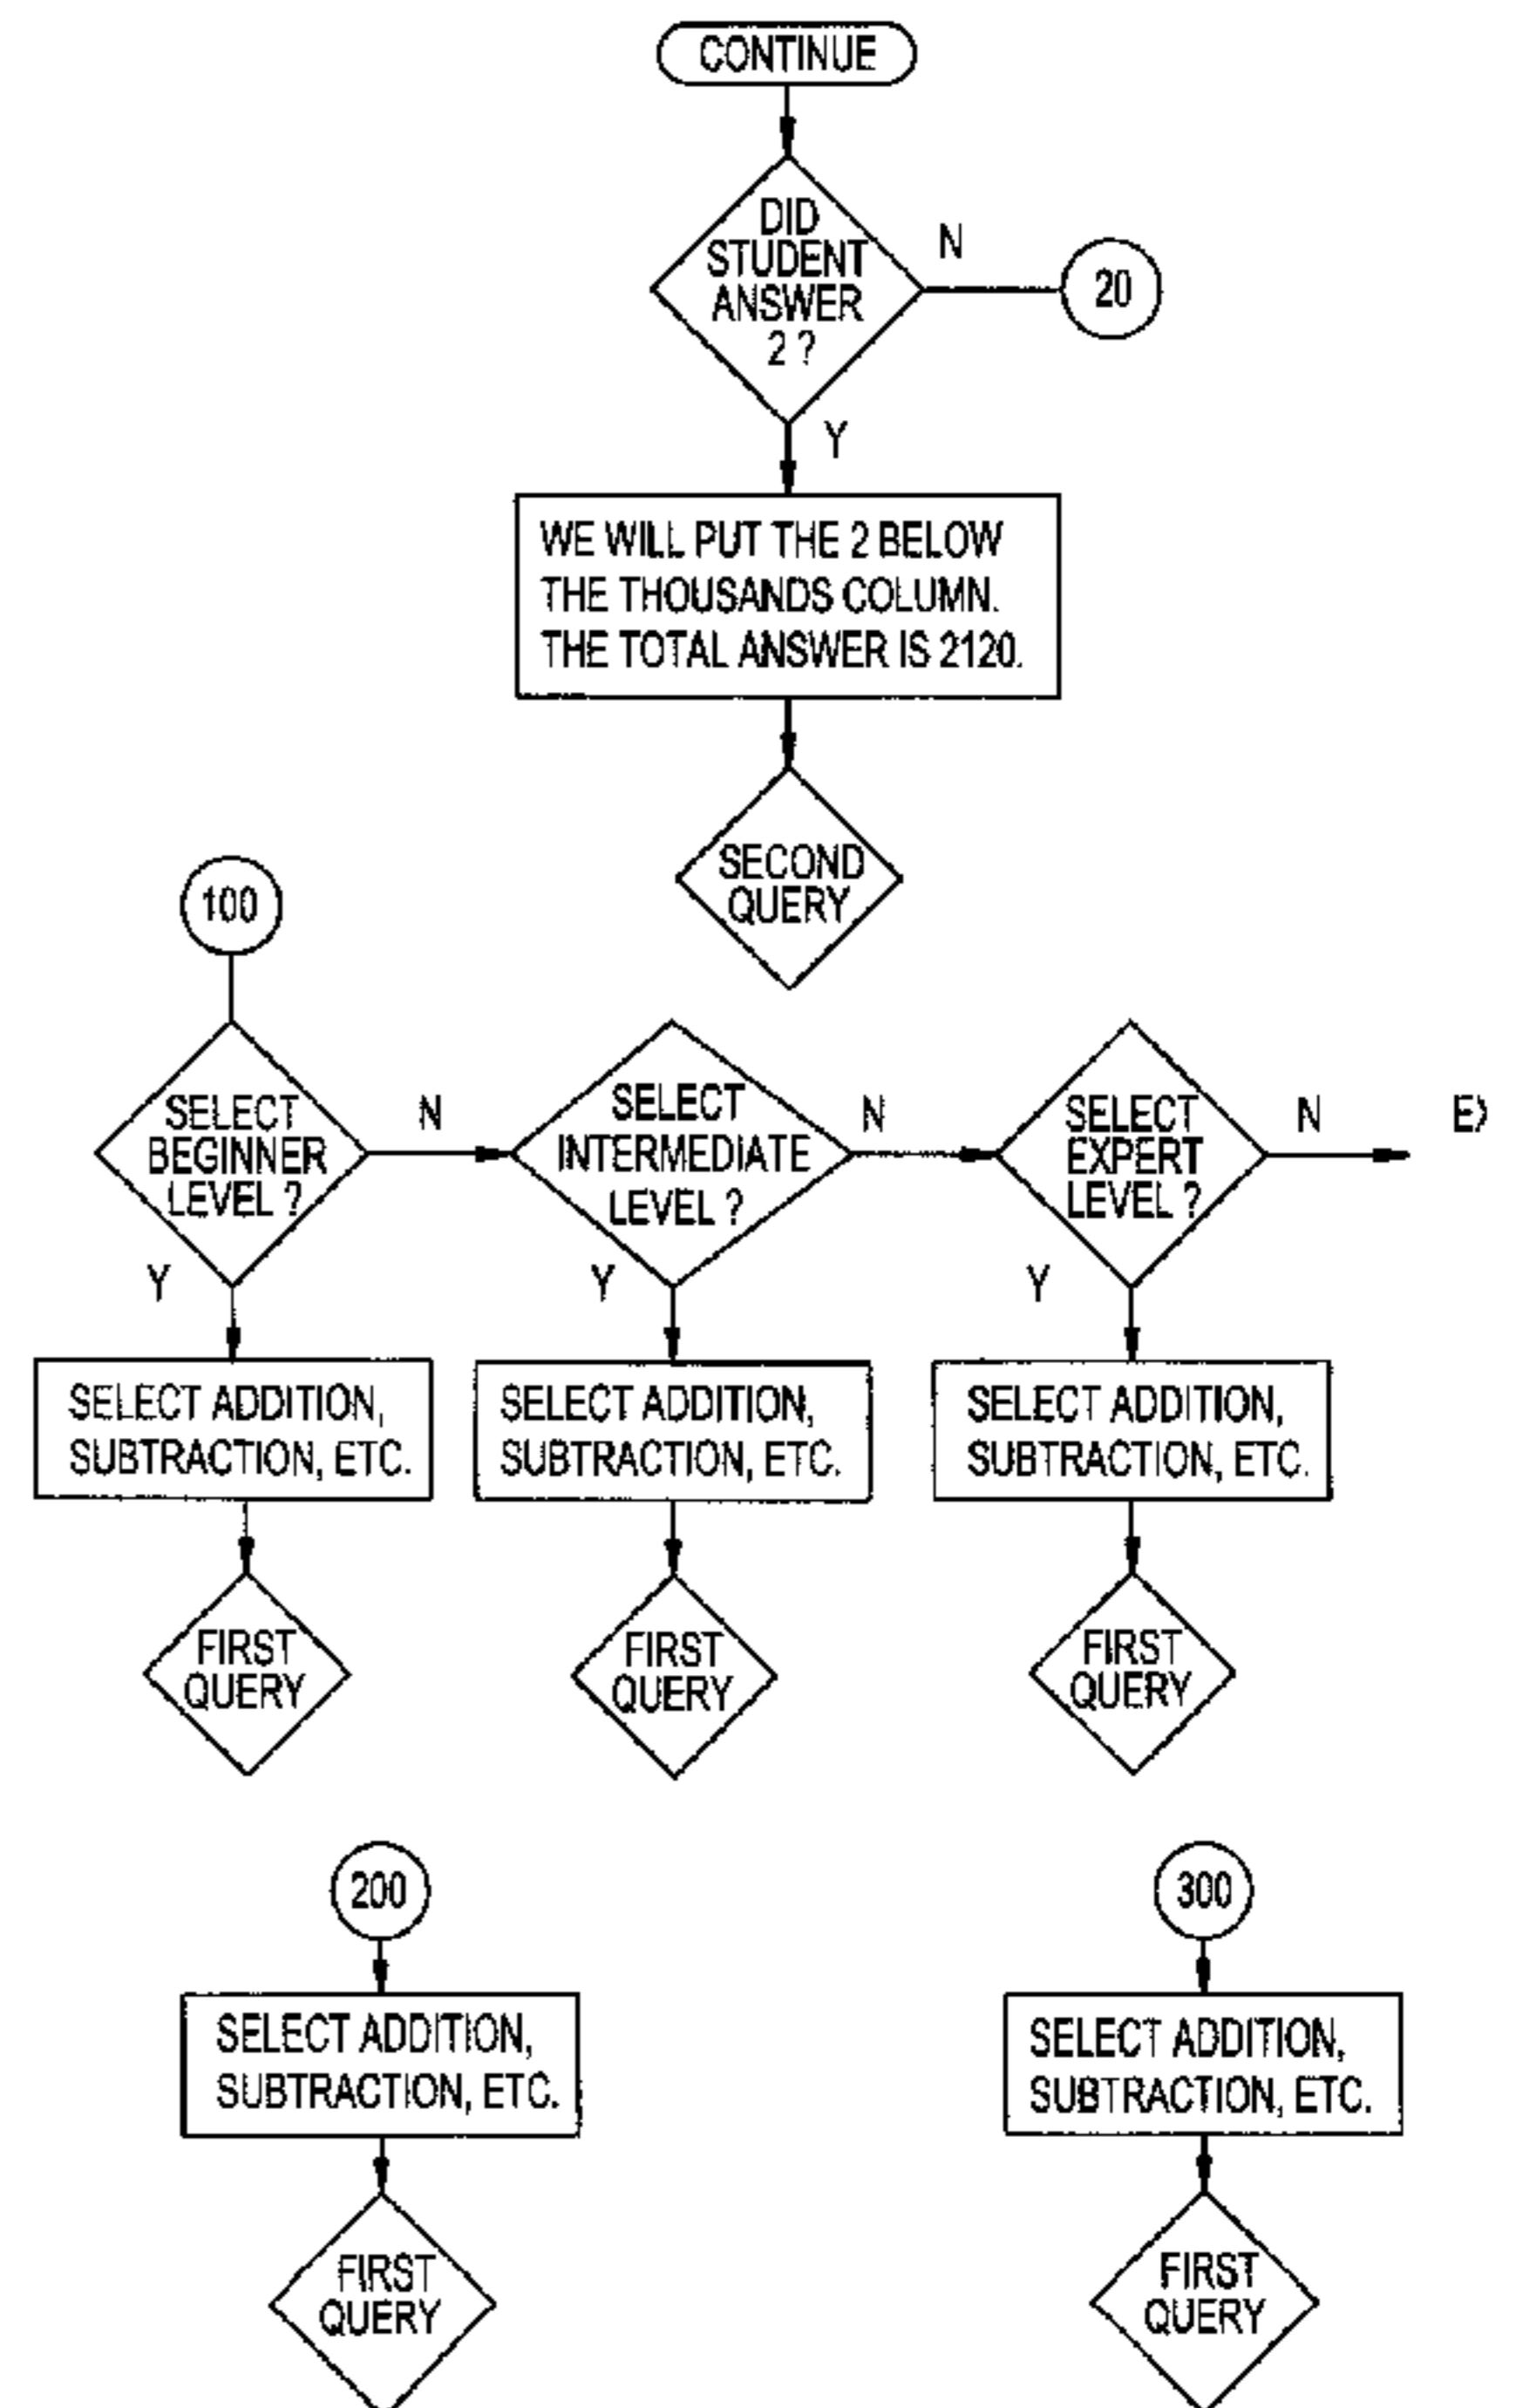 CONTINUE
DID
STUDENT
ANSWER
2 ?
N
20
Y
WE WILL PUT THE 2 BELOW
THE THOUSANDS COLUMN.
THE TOTAL ANSWER IS 2120.
SECOND
QUERY
100
SELECT
BEGINNER
LEVEL ?
N
SELECT
INTERMEDIATE
LEVEL ?
N
SELECT
EXPERT
LEVEL ?
N
Y
Y
Y
SELECT ADDITION,
SUBTRACTION, ETC.
SELECT ADDITION,
SUBTRACTION, ETC.
SELECT ADDITION,
SUBTRACTION, ETC.
FIRST
QUERY
FIRST
QUERY
FIRST
QUERY
200
300
SELECT ADDITION,
SUBTRACTION, ETC.
SELECT ADDITION,
SUBTRACTION, ETC.
FIRST
QUERY
FIRST
QUERY